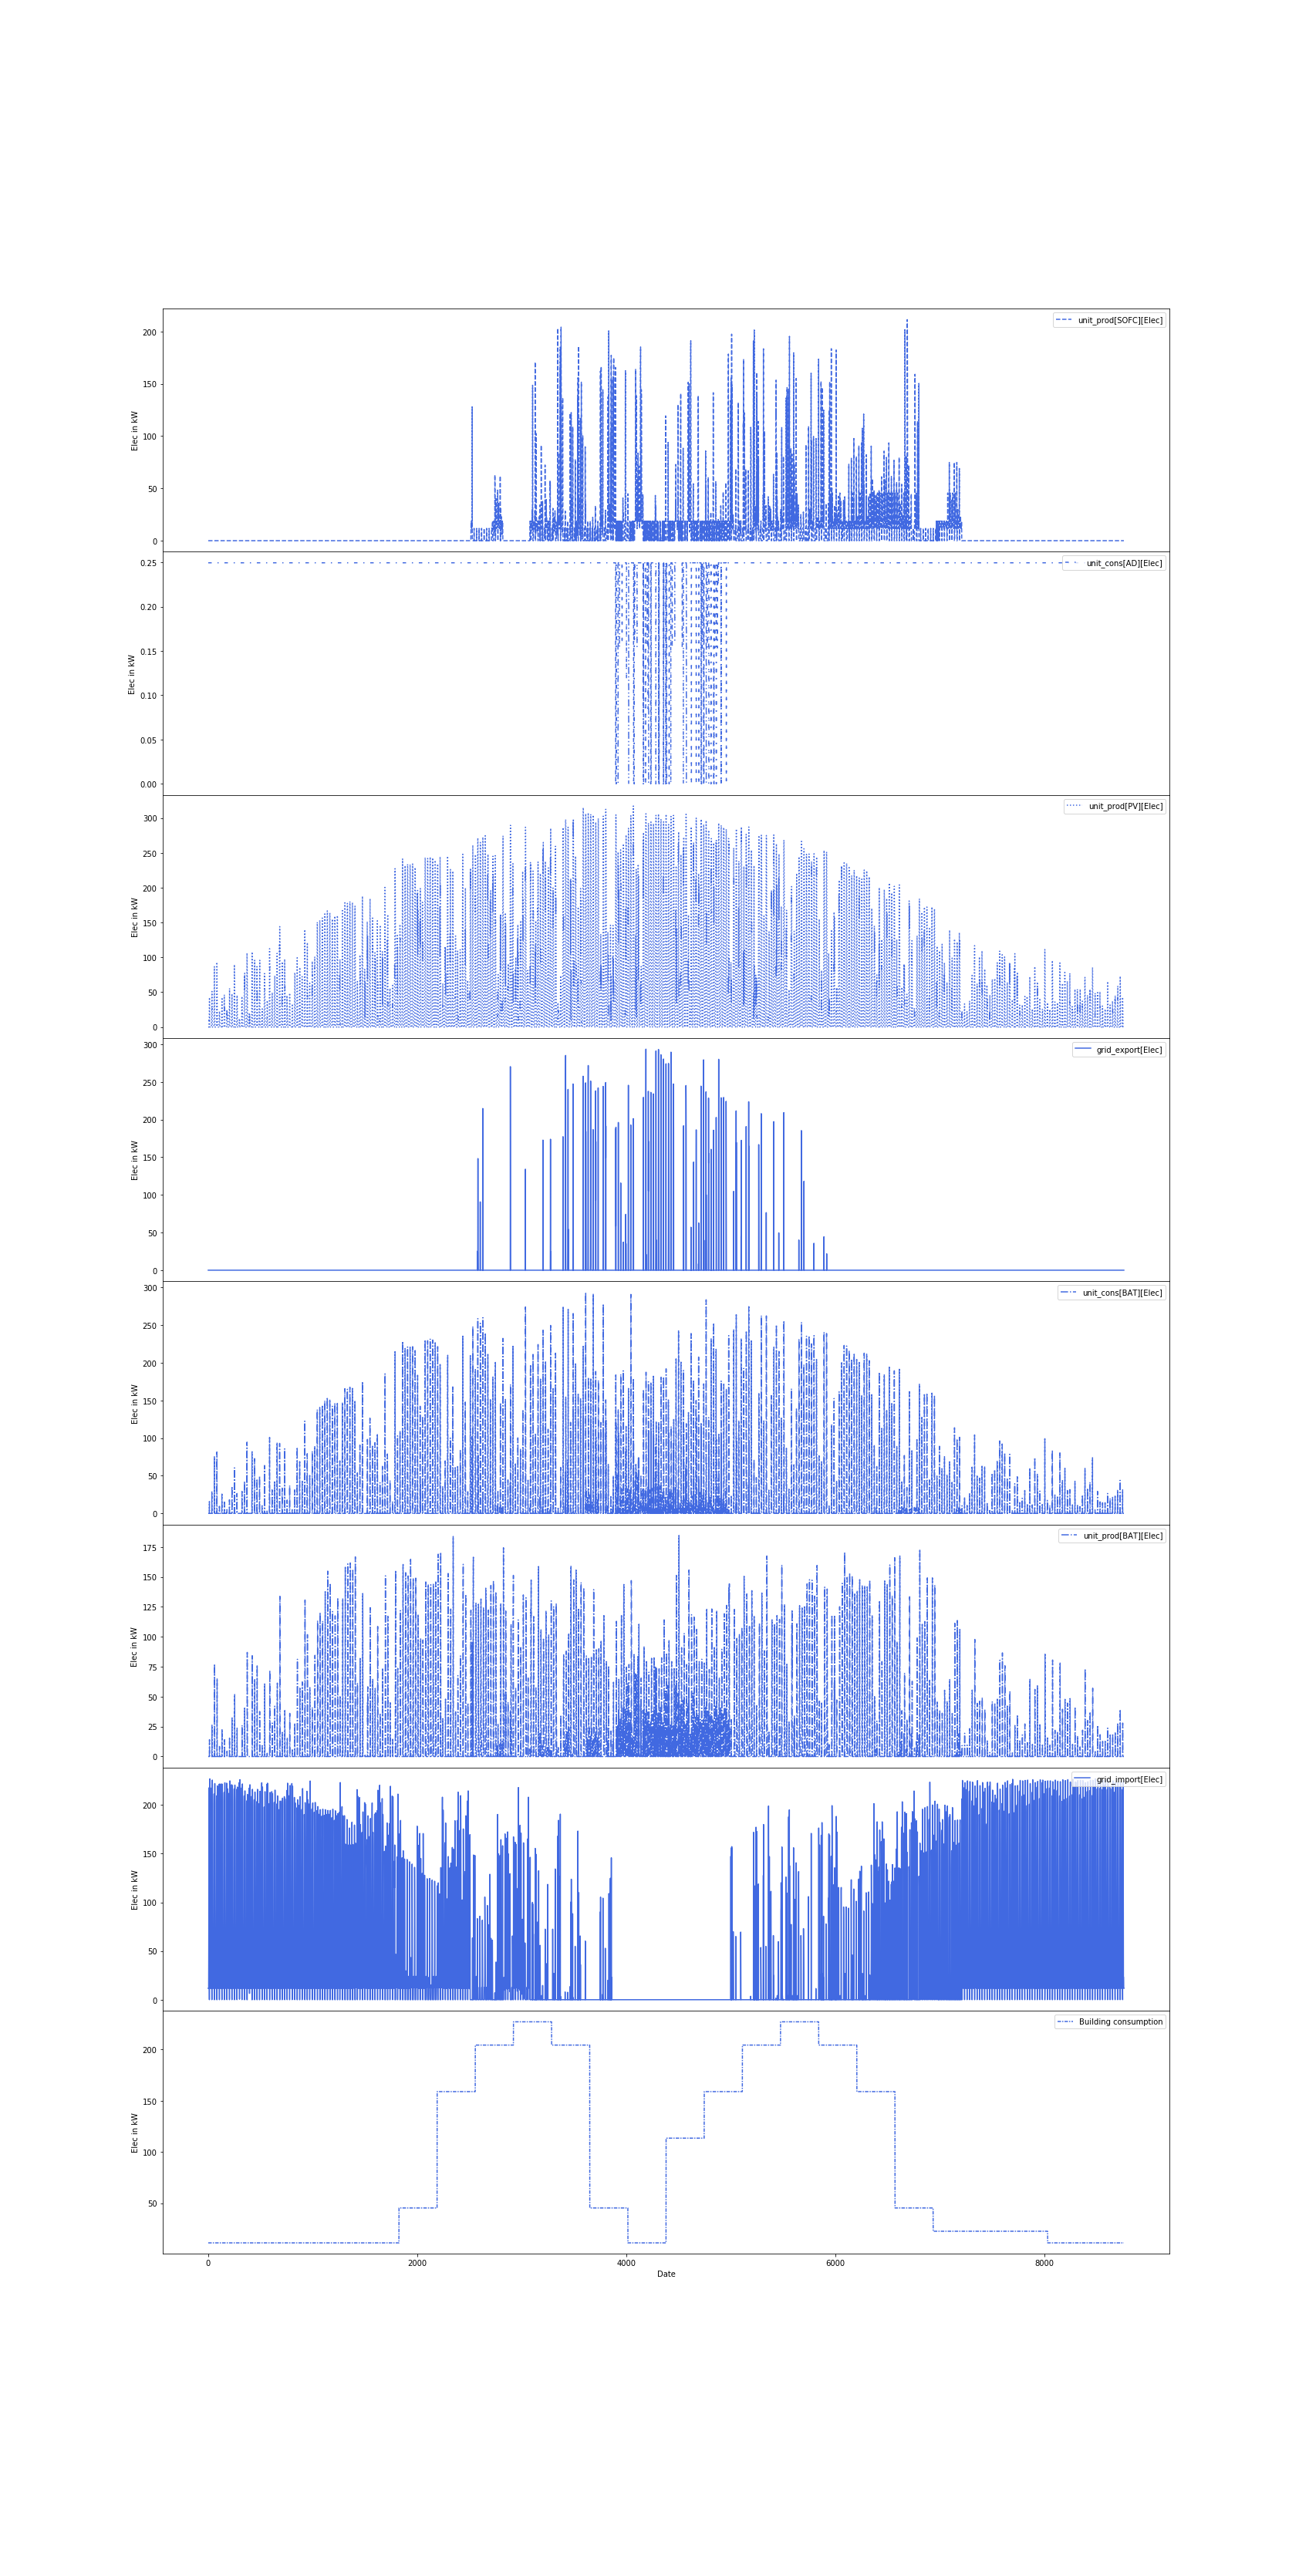 unit_prod[SOFC][Elec]
200
150
100
50
0
Elec in kW
unit_cons[AD][Elec]
0.25
0.20
0.15
0.10
0.05
0.00
Elec in kW
unit_prod[PV][Elec]
300
250
200
150
100
50
0
Elec in kW
grid_export[Elec]
300
250
200
150
100
50
0
Elec in kW
unit_cons[BAT][Elec]
300
250
200
150
100
50
0
Elec in kW
unit_prod[BAT][Elec]
175
150
125
100
75
50
25
0
Elec in kW
grid_import[Elec]
200
150
100
50
0
Elec in kW
Building consumption
200
150
100
50
Elec in kW
0 2000 4000 6000 8000
Date